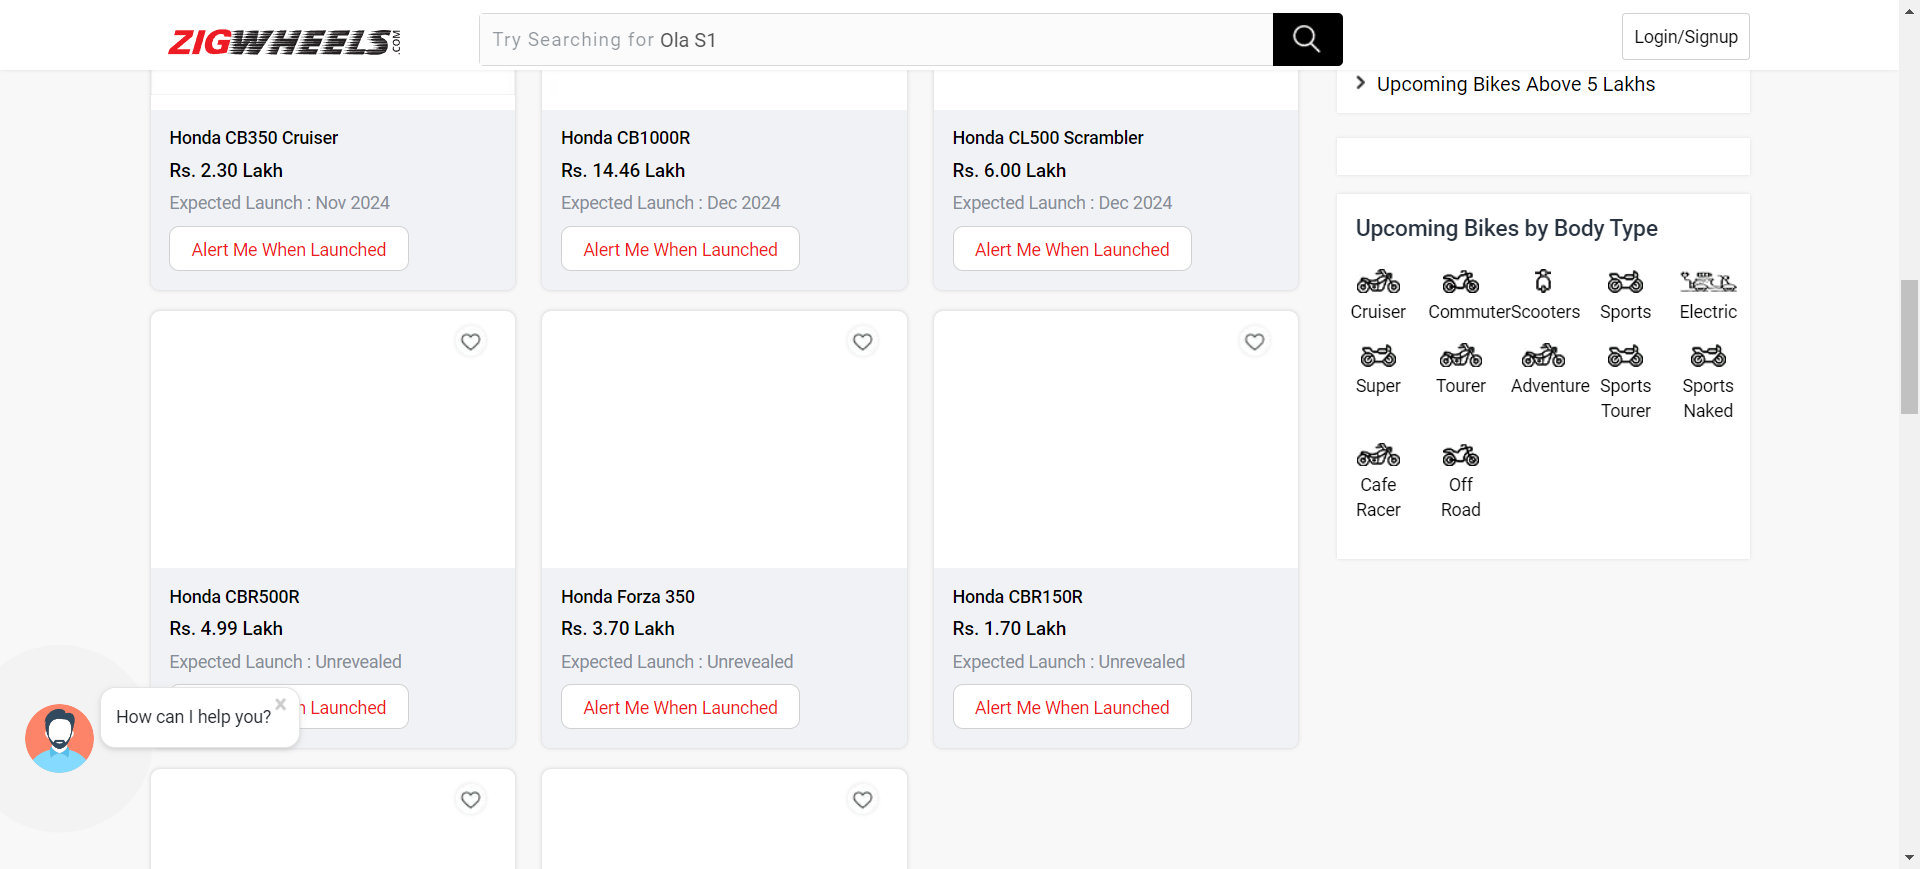 ZIGWHEELS.COM
Try Searching for Ola S1
Login/Signup
Upcoming Bikes Above 5 Lakhs
Honda CB350 Cruiser
Rs. 2.30 Lakh
Expected Launch : Nov 2024
Alert Me When Launched
Honda CB1000R
Rs. 14.46 Lakh
Expected Launch : Dec 2024
Alert Me When Launched
Honda CL500 Scrambler
Rs. 6.00 Lakh
Expected Launch : Dec 2024
Alert Me When Launched
Upcoming Bikes by Body Type
Cruiser
Commuter
Scooters
Sports
Electric
Super
Tourer
Adventure
Sports
Tourer
Sports
Naked
Cafe
Racer
Off
Road
Honda CBR500R
Rs. 4.99 Lakh
Expected Launch : Unrevealed
Launched
Honda Forza 350
Rs. 3.70 Lakh
Expected Launch : Unrevealed
Alert Me When Launched
Honda CBR150R
Rs. 1.70 Lakh
Expected Launch : Unrevealed
Alert Me When Launched
How can I help you?